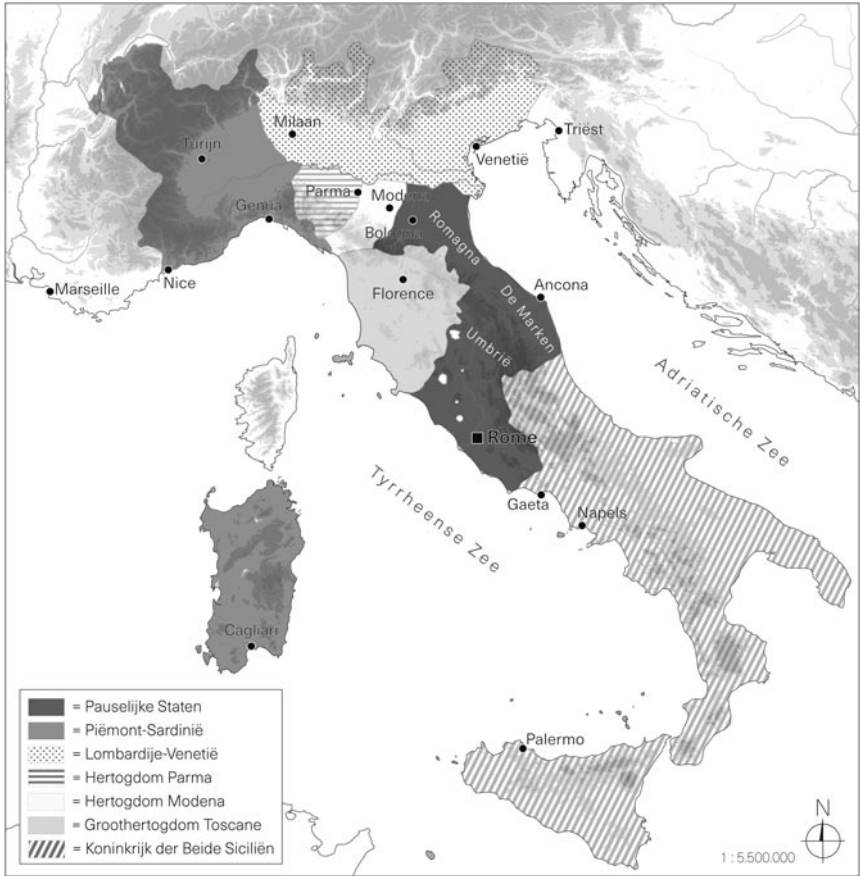 Milaan
Triëst
Turijn
Venetië
Parma
Modena
Genua
Bologna
Romagna
Nice
Marseille
Florence
Ancona
De Marken
Umbrië
Adriatische Zee
Rome
Tyrrheense Zee
Gaeta
Napels
Cagliari
Palermo
= Pauselijke Staten
= Piëmont-Sardinië
= Lombardije-Venetië
= Hertogdom Parma
= Hertogdom Modena
= Groothertogdom Toscane
= Koninkrijk der Beide Siciliën
N
1 : 5.500.000